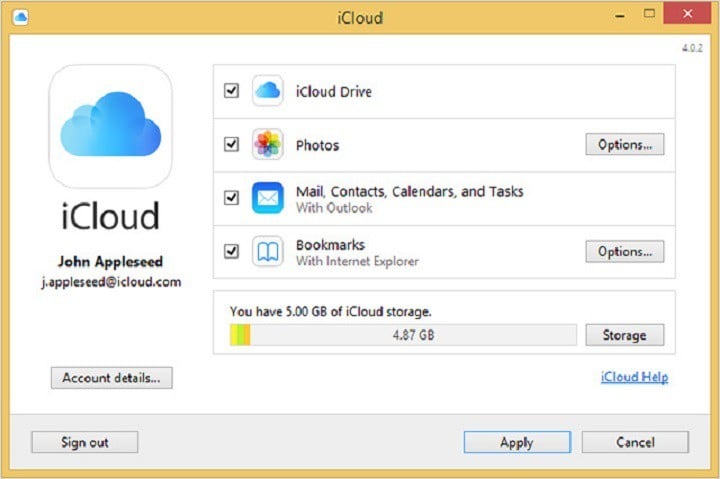 iCloud
4.0.2
iCloud
John Appleseed
j.appleseed@icloud.com
Account details...
iCloud Drive
Photos
Options...
Mail, Contacts, Calendars, and Tasks
With Outlook
Bookmarks
With Internet Explorer
Options...
You have 5.00 GB of iCloud storage.
4.87 GB
Storage
iCloud Help
Sign out
Apply
Cancel